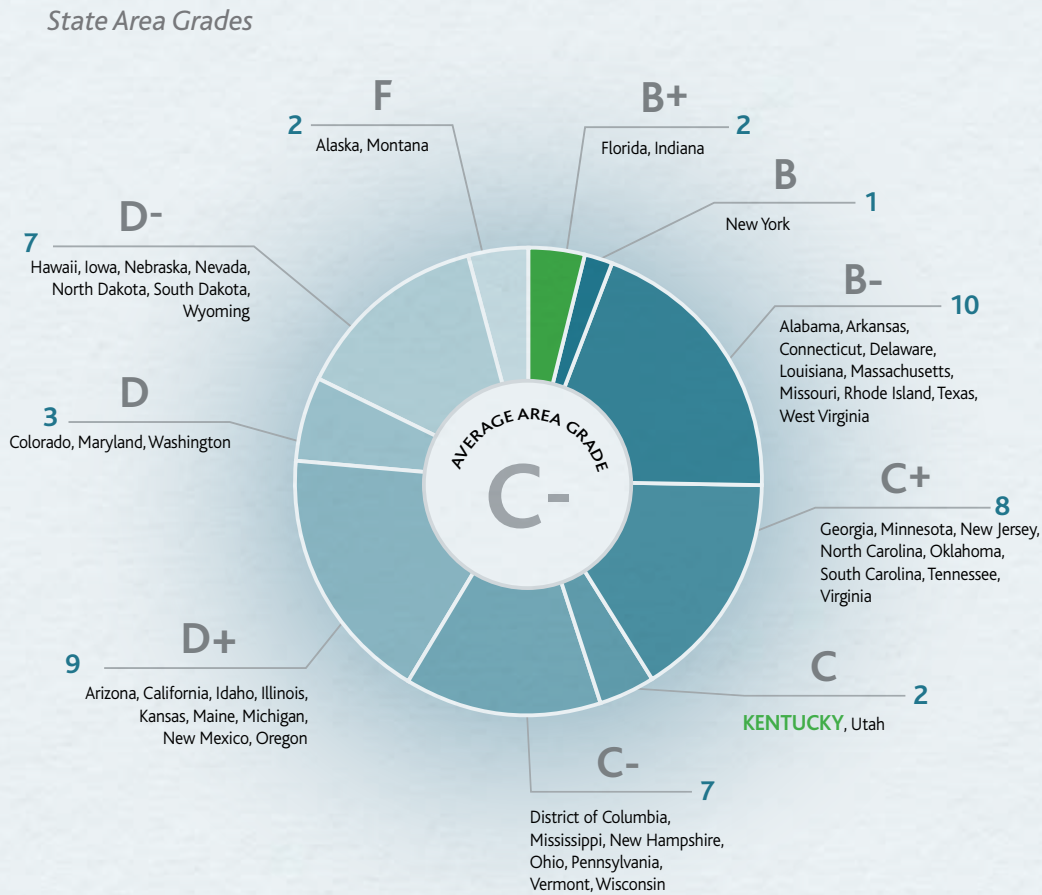 State Area Grades
F
2
Alaska, Montana
B+
2
Florida, Indiana
B
1
New York
B-
10
Alabama, Arkansas,
Connecticut, Delaware,
Louisiana, Massachusetts,
Missouri, Rhode Island, Texas,
West Virginia
C+
8
Georgia, Minnesota, New Jersey,
North Carolina, Oklahoma,
South Carolina, Tennessee,
Virginia
C
2
KENTUCKY, Utah
C-
7
District of Columbia,
Mississippi, New Hampshire,
Ohio, Pennsylvania,
Vermont, Wisconsin
D+
9
Arizona, California, Idaho, Illinois,
Kansas, Maine, Michigan,
New Mexico, Oregon
D
3
Colorado, Maryland, Washington
D-
7
Hawaii, Iowa, Nebraska, Nevada,
North Dakota, South Dakota,
Wyoming
AVERAGE AREA GRADE
C-